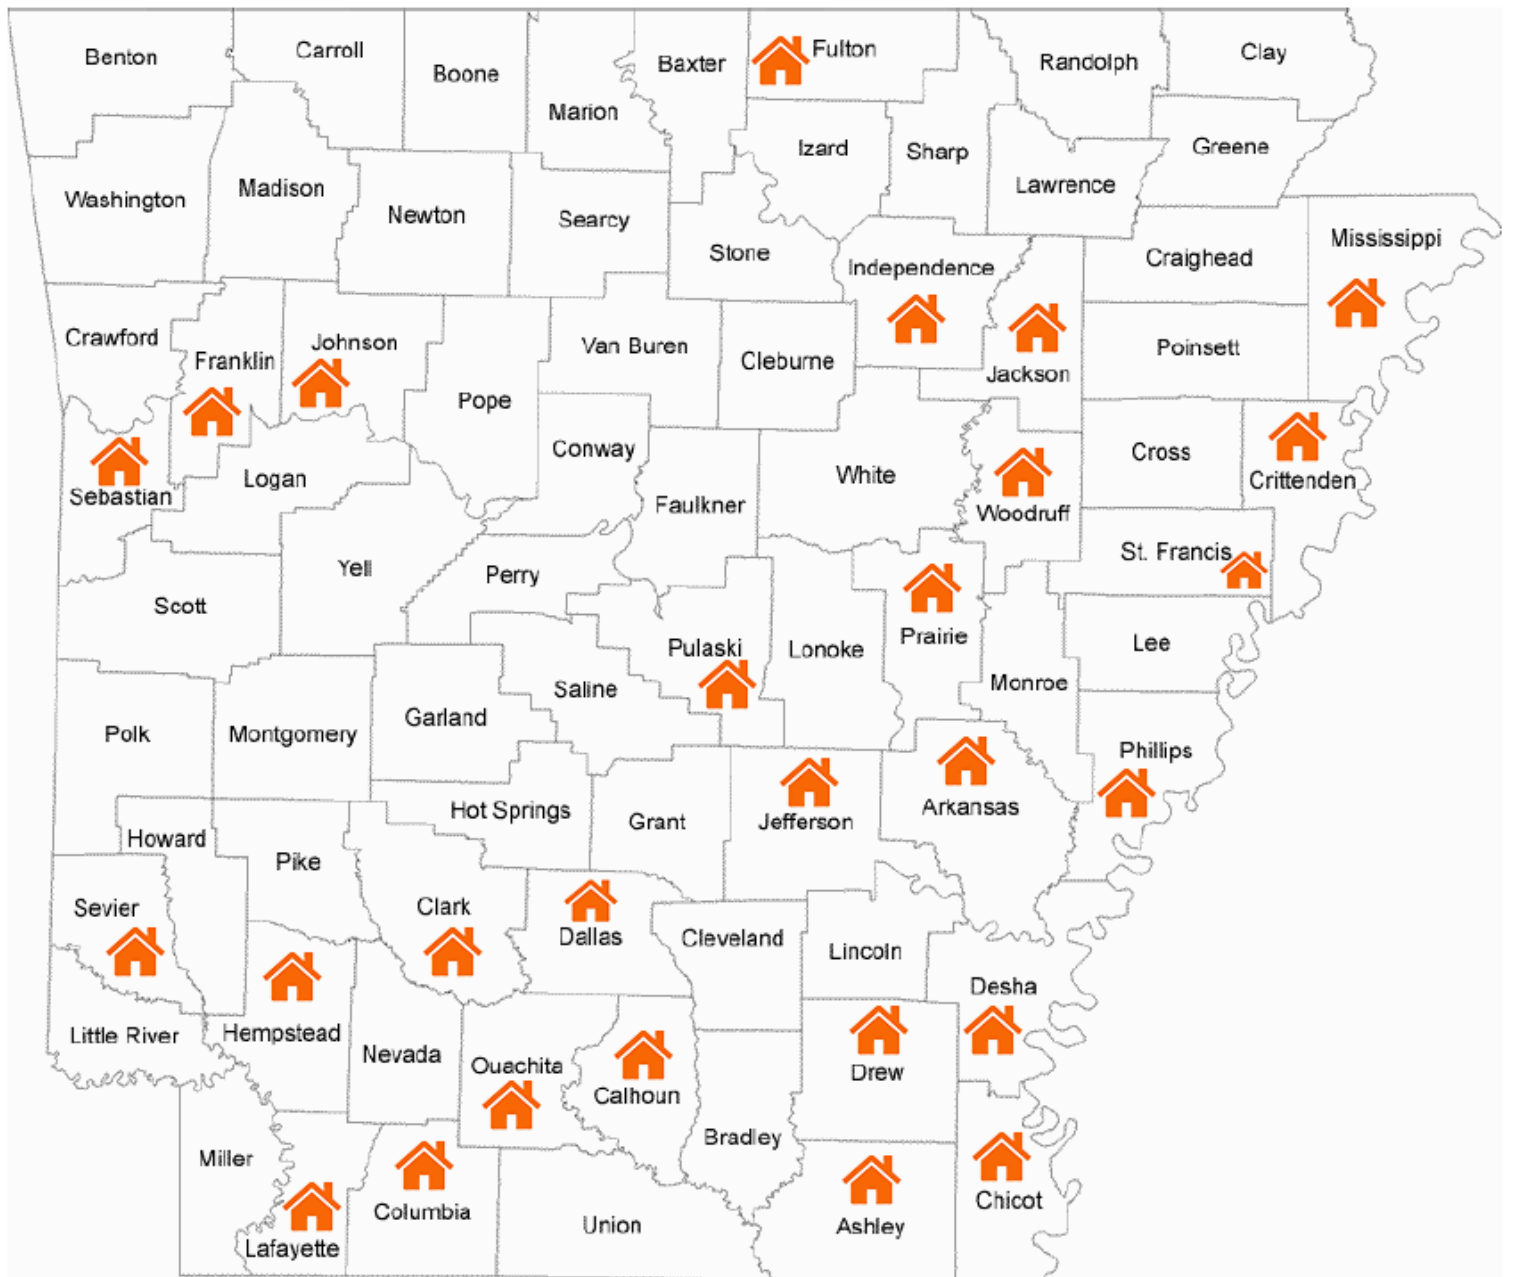 Benton
Carroll
Boone
Marion
Baxter
Fulton
Randolph
Clay
Izard
Sharp
Lawrence
Greene
Washington
Madison
Newton
Searcy
Stone
Independence
Craighead
Mississippi
Crawford
Franklin
Johnson
Pope
Van Buren
Cleburne
Jackson
Poinsett
Sebastian
Logan
Conway
Faulkner
White
Woodruff
Cross
Crittenden
Scott
Yell
Perry
Pulaski
Lonoke
Prairie
St. Francis
Lee
Monroe
Polk
Montgomery
Garland
Saline
Hot Springs
Grant
Jefferson
Arkansas
Phillips
Howard
Pike
Sevier
Clark
Dallas
Cleveland
Lincoln
Desha
Little River
Hempstead
Nevada
Ouachita
Calhoun
Bradley
Drew
Miller
Lafayette
Columbia
Union
Ashley
Chicot